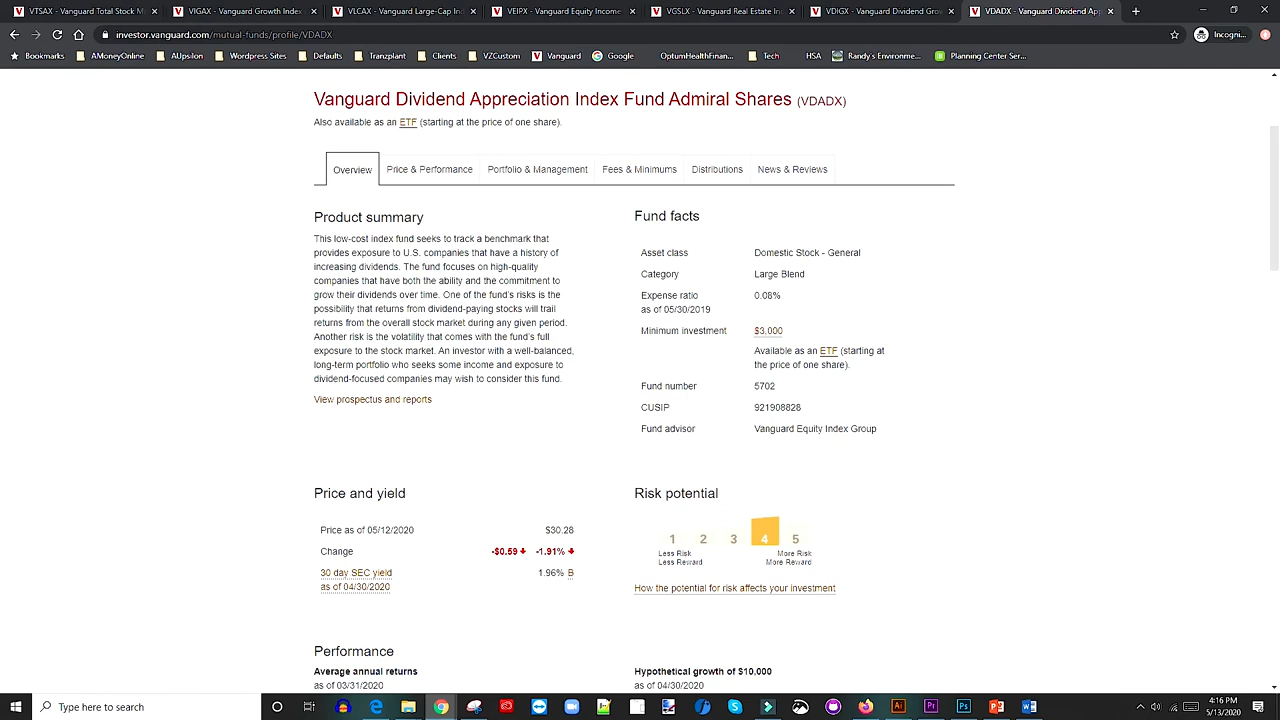 VTSAX - Vanguard Total Stock M
VIGAX - Vanguard Growth Index
VLCAX - Vanguard Large-Cap Ind
VEIPX - Vanguard Equity Income
VGSLX - Vanguard Real Estate In
VDIGX - Vanguard Dividend Grow
VDADX - Vanguard Dividend App
investor.vanguard.com/mutual-funds/profile/VDADX
Incogni...
Bookmarks
AMoneyOnline
AUpsilon
Wordpress Sites
Defaults
Tranzplant
Clients
VZCustom
Vanguard
Google
OptumHealthFinan...
Tech
HSA
Randy's Environme...
Planning Center Ser...
Vanguard Dividend Appreciation Index Fund Admiral Shares (VDADX)
Also available as an ETF (starting at the price of one share).
Overview
Price & Performance
Portfolio & Management
Fees & Minimums
Distributions
News & Reviews
Product summary
This low-cost index fund seeks to track a benchmark that
provides exposure to U.S. companies that have a history of
increasing dividends. The fund focuses on high-quality
companies that have both the ability and the commitment to
grow their dividends over time. One of the fund's risks is the
possibility that returns from dividend-paying stocks will trail
returns from the overall stock market during any given period.
Another risk is the volatility that comes with the fund's full
exposure to the stock market. An investor with a well-balanced,
long-term portfolio who seeks some income and exposure to
dividend-focused companies may wish to consider this fund.
View prospectus and reports
Fund facts
Asset class Domestic Stock - General
Category Large Blend
Expense ratio 0.08%
as of 05/30/2019
Minimum investment $3,000
Available as an ETF (starting at
the price of one share).
Fund number 5702
CUSIP 921908828
Fund advisor Vanguard Equity Index Group
Price and yield
Price as of 05/12/2020 $30.28
Change -$0.59 -1.91%
30 day SEC yield 1.96% B
as of 04/30/2020
Risk potential
1 2 3 4 5
Less Risk More Risk
Less Reward More Reward
How the potential for risk affects your investment
Performance
Average annual returns
as of 03/31/2020
Hypothetical growth of $10,000
as of 04/30/2020
Type here to search
4:16 PM
5/13/2020